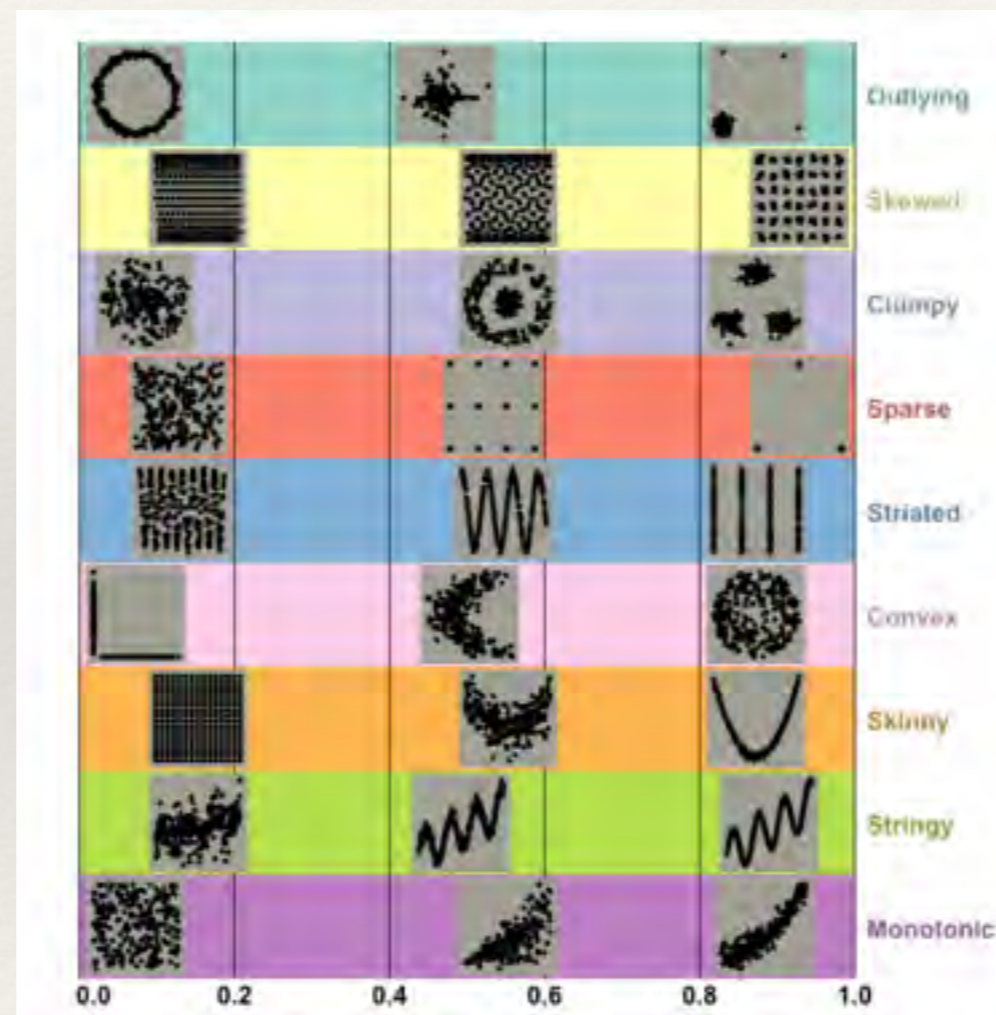 Outlying
Skewed
Clumpy
Sparse
Striated
Convex
Skinny
Stringy
Monotonic
0.0 0.2 0.4 0.6 0.8 1.0